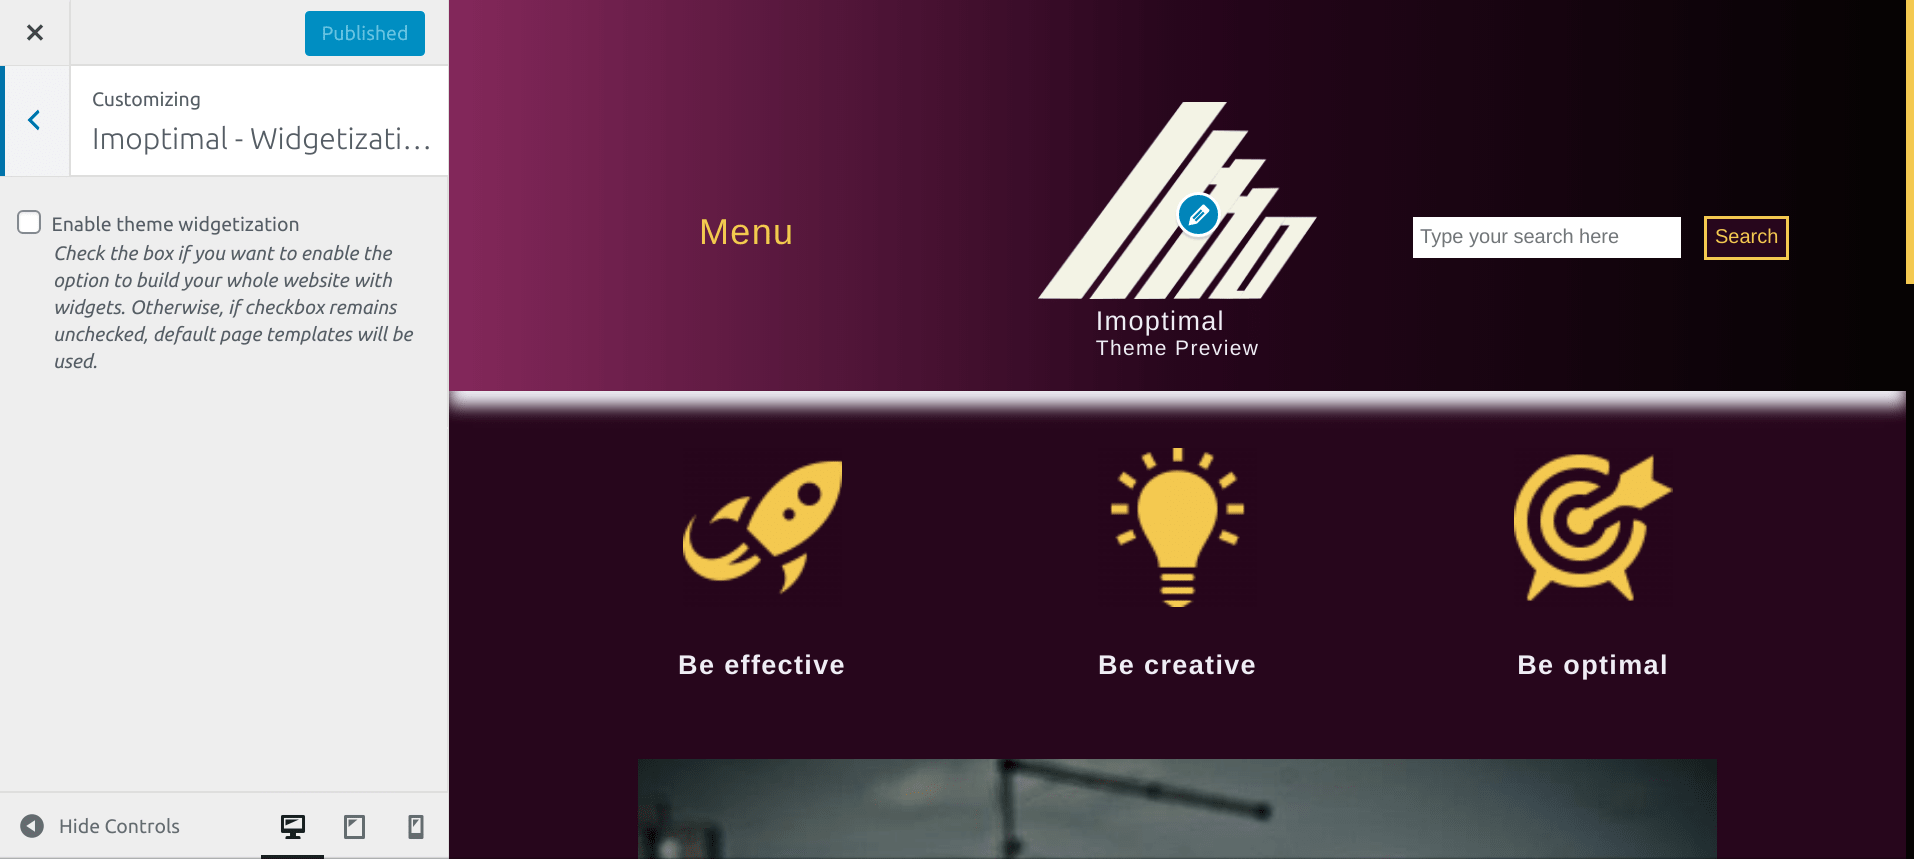 Published
Customizing
Imoptimal - Widgetizati...
Enable theme widgetization
Check the box if you want to enable the
option to build your whole website with
widgets. Otherwise, if checkbox remains
unchecked, default page templates will be
used.
Hide Controls
Menu
Imoptimal
Theme Preview
Type your search here
Search
Be effective
Be creative
Be optimal